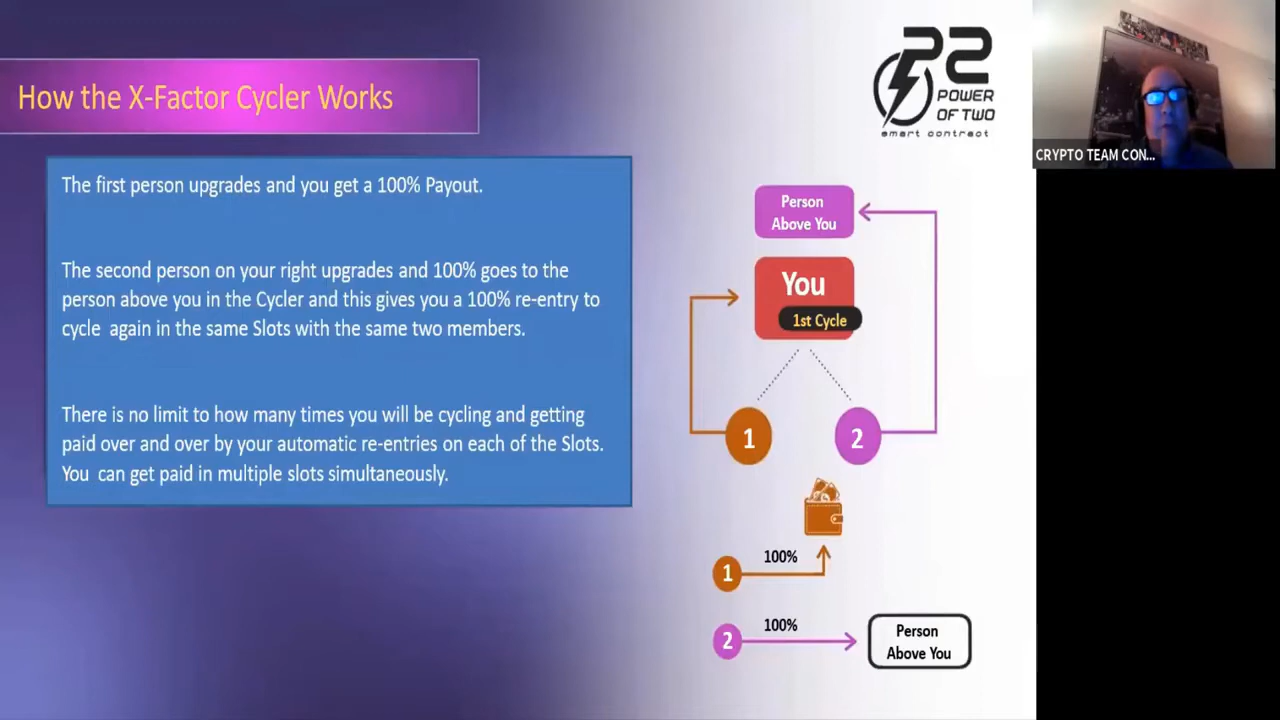 How the X-Factor Cycler Works
The first person upgrades and you get a 100% Payout.
The second person on your right upgrades and 100% goes to the
person above you in the Cycler and this gives you a 100% re-entry to
cycle again in the same Slots with the same two members.
There is no limit to how many times you will be cycling and getting
paid over and over by your automatic re-entries on each of the Slots.
You can get paid in multiple slots simultaneously.
P2
POWER
OF TWO
smart contract
Person
Above You
You
1st Cycle
1
2
100%
1
100%
2
Person
Above You
CRYPTO TEAM CON...